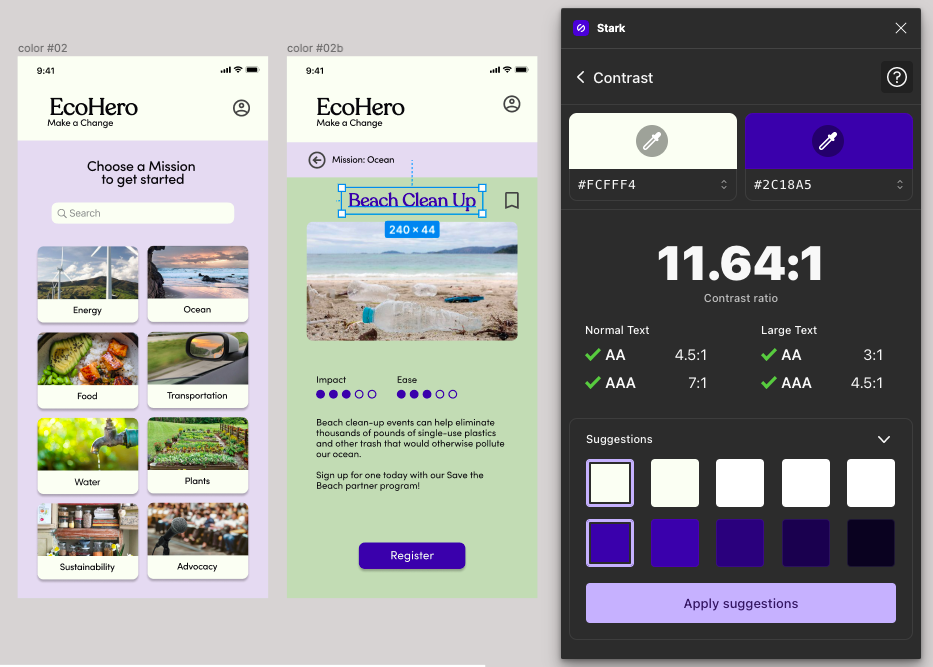 color #02
9:41
EcoHero
Make a Change
Choose a Mission
to get started
Search
Energy
Ocean
Food
Transportation
Water
Plants
Sustainability
Advocacy
color #02b
9:41
EcoHero
Make a Change
Mission: Ocean
Beach Clean Up
240 × 44
Impact
Ease
Beach clean-up events can help eliminate
thousands of pounds of single-use plastics
and other trash that would otherwise pollute
our ocean.
Sign up for one today with our Save the
Beach partner program!
Register
Stark
Contrast
?
#FCFFF4
#2C18A5
11.64:1
Contrast ratio
Normal Text
Large Text
AA 4.5:1
AA 3:1
AAA 7:1
AAA 4.5:1
Suggestions
Apply suggestions